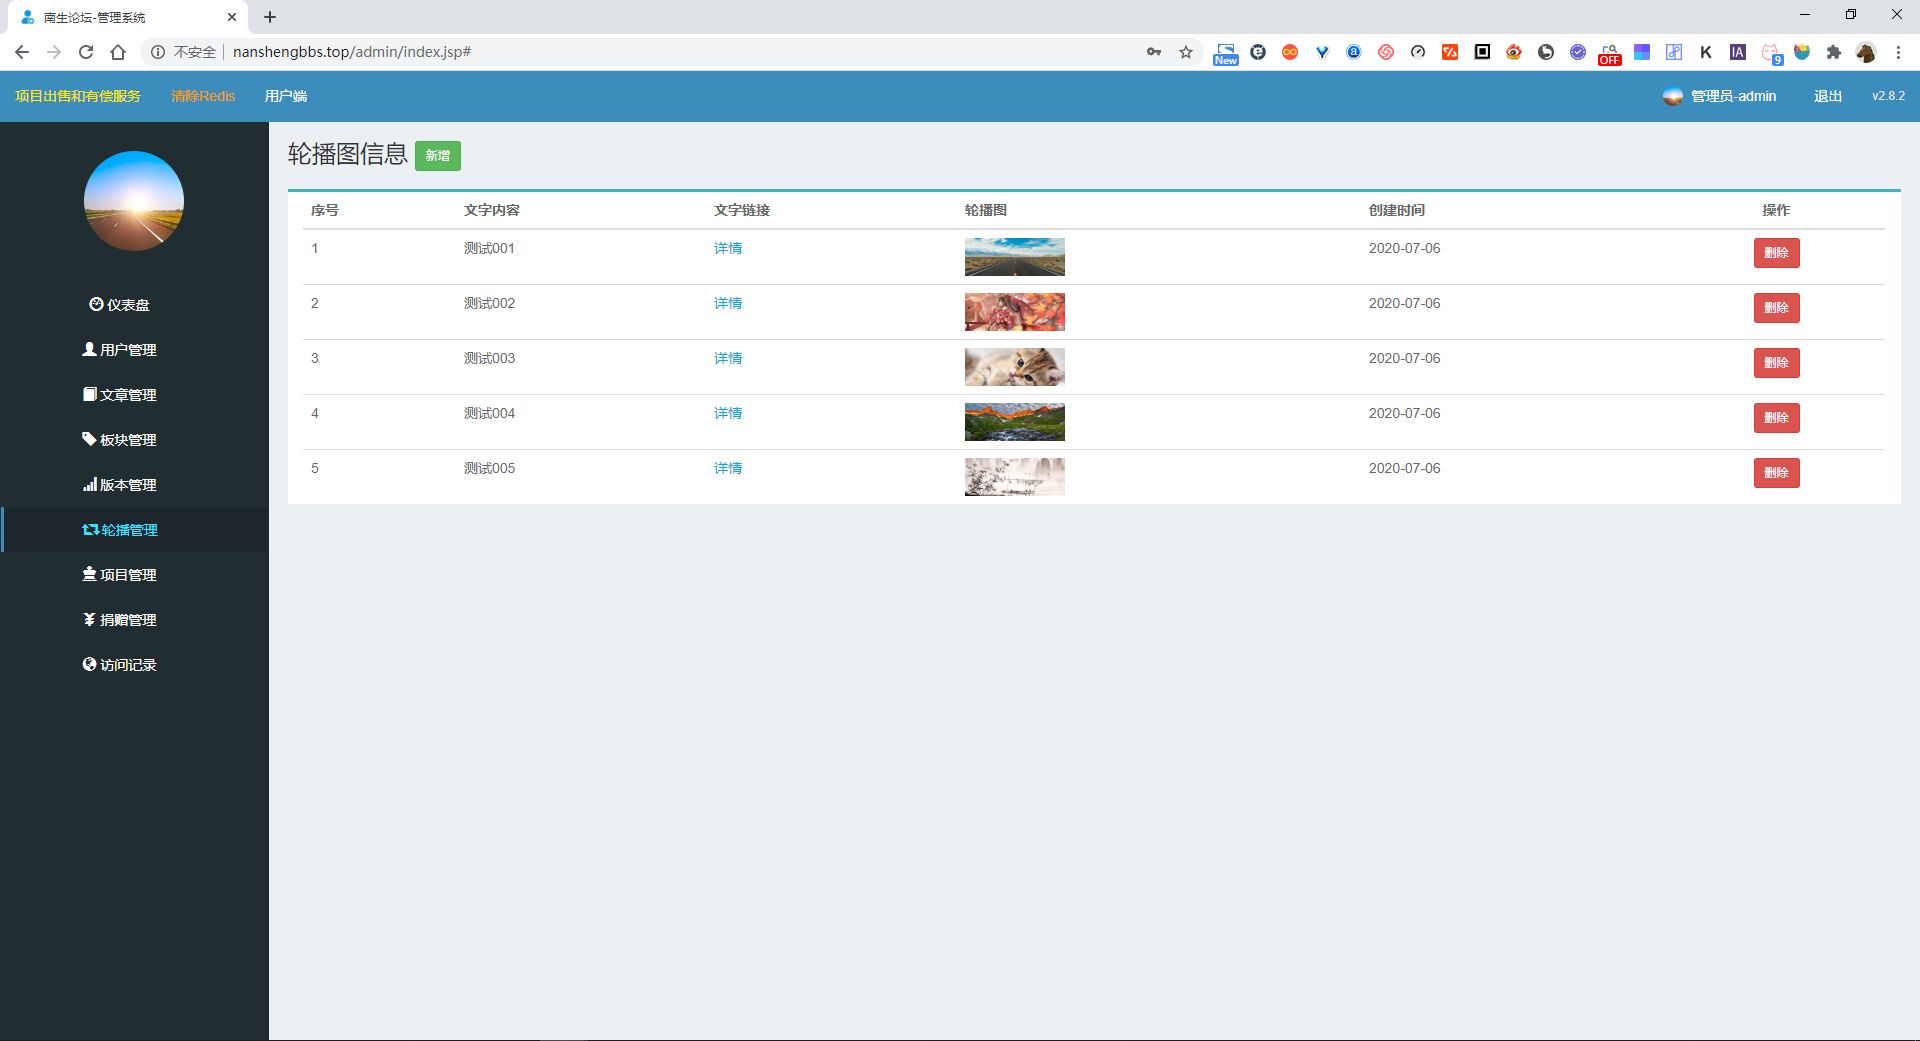 南生论坛-管理系统
不安全 nanshengbbs.top/admin/index.jsp#
New
OFF
IA
9
项目出售和有偿服务 清除Redis 用户端 管理员-admin 退出 v2.8.2
轮播图信息 新增
序号 文字内容 文字链接 轮播图 创建时间 操作
1 测试001 详情 2020-07-06 删除
2 测试002 详情 2020-07-06 删除
3 测试003 详情 2020-07-06 删除
4 测试004 详情 2020-07-06 删除
5 测试005 详情 2020-07-06 删除
仪表盘
用户管理
文章管理
板块管理
版本管理
轮播管理
项目管理
捐赠管理
访问记录